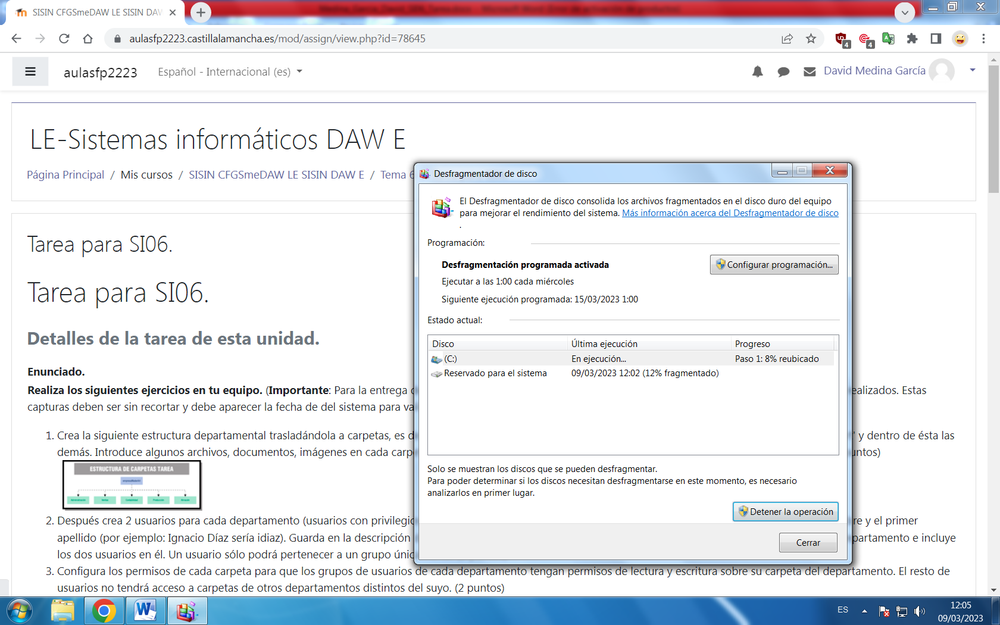 SISIN CFGSmeDAW LE SISIN DAW
aulasfp2223.castillalamancha.es/mod/assign/view.php?id=78645
4
4
aulasfp2223
Español - Internacional (es)
David Medina García
LE-Sistemas informáticos DAW E
Página Principal / Mis cursos / SISIN CFGSmeDAW LE SISIN DAW E / Tema 6
Tarea para SI06.
Tarea para SI06.
Detalles de la tarea de esta unidad.
Enunciado.
Realiza los siguientes ejercicios en tu equipo. (Importante: Para la entrega
ealizados. Estas
capturas deben ser sin recortar y debe aparecer la fecha de del sistema para va
1. Crea la siguiente estructura departamental trasladándola a carpetas, es d
' y dentro de ésta las
demás. Introduce algunos archivos, documentos, imágenes en cada carp
untos)
ESTRUCTURA DE CARPETAS TAREA
2. Después crea 2 usuarios para cada departamento (usuarios con privilegio
re y el primer
apellido (por ejemplo: Ignacio Díaz sería idiaz). Guarda en la descripción
partamento e incluye
los dos usuarios en él. Un usuario sólo podrá pertenecer a un grupo únic
3. Configura los permisos de cada carpeta para que los grupos de usuarios de cada departamento tengan permisos de lectura y escritura sobre su carpeta del departamento. El resto de
usuarios no tendrá acceso a carpetas de otros departamentos distintos del suyo. (2 puntos)
Desfragmentador de disco
El Desfragmentador de disco consolida los archivos fragmentados en el disco duro del equipo
para mejorar el rendimiento del sistema. Más información acerca del Desfragmentador de disco
.
Programación:
Desfragmentación programada activada
Configurar programación...
Ejecutar a las 1:00 cada miércoles
Siguiente ejecución programada: 15/03/2023 1:00
Estado actual:
Disco Última ejecución Progreso
(C:) En ejecución... Paso 1: 8% reubicado
Reservado para el sistema 09/03/2023 12:02 (12% fragmentado)
Solo se muestran los discos que se pueden desfragmentar.
Para poder determinar si los discos necesitan desfragmentarse en este momento, es necesario
analizarlos en primer lugar.
Detener la operación
Cerrar
ES
12:05
09/03/2023